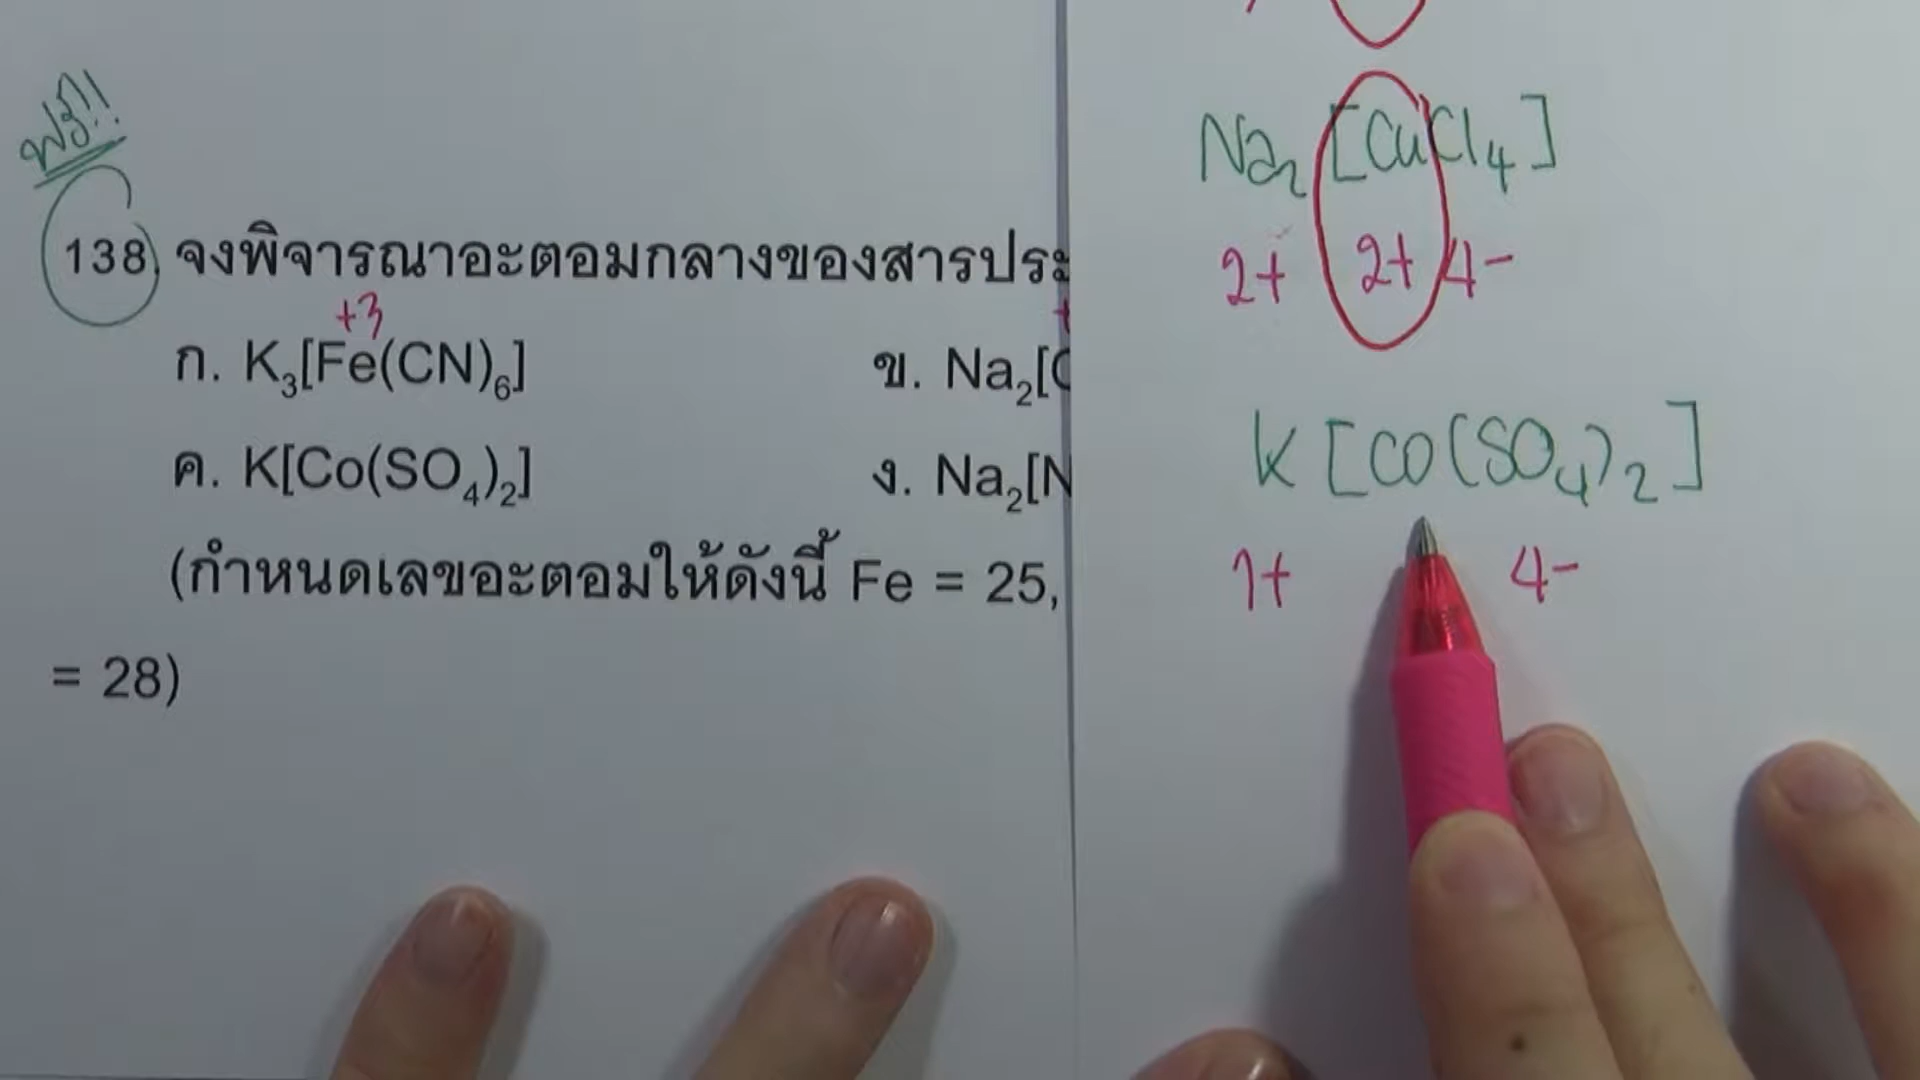 ฟรี!!
138. จงพิจารณาอะตอมกลางของสารประ
+3
ก. K₃[Fe(CN)₆] ข. Na₂[C
ค. K[Co(SO₄)₂] ง. Na₂[N
(กำหนดเลขอะตอมให้ดังนี้ Fe = 25,
= 28)
Na₂[CuCl₄]
2+ 2+ 4-
K[Co(SO₄)₂]
1+ 4-